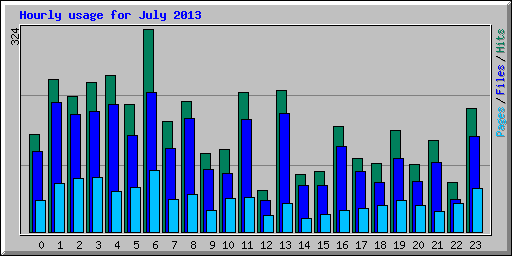 Hourly usage for July 2013
324
Pages/Files/Hits
0 1 2 3 4 5 6 7 8 9 10 11 12 13 14 15 16 17 18 19 20 21 22 23